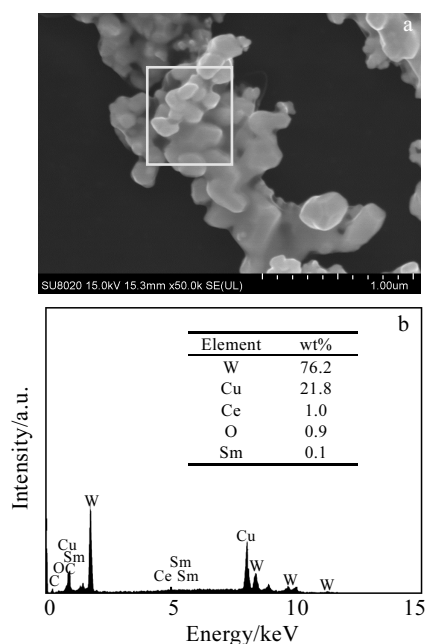 a
SU8020 15.0kV 15.3mm x50.0k SE(UL) 1.00um
b
Element wt%
W 76.2
Cu 21.8
Ce 1.0
O 0.9
Sm 0.1
Intensity/a.u.
W
Cu
Sm
O C
C
Sm
Ce Sm
Cu
W
W
W
0 5 10 15
Energy/keV